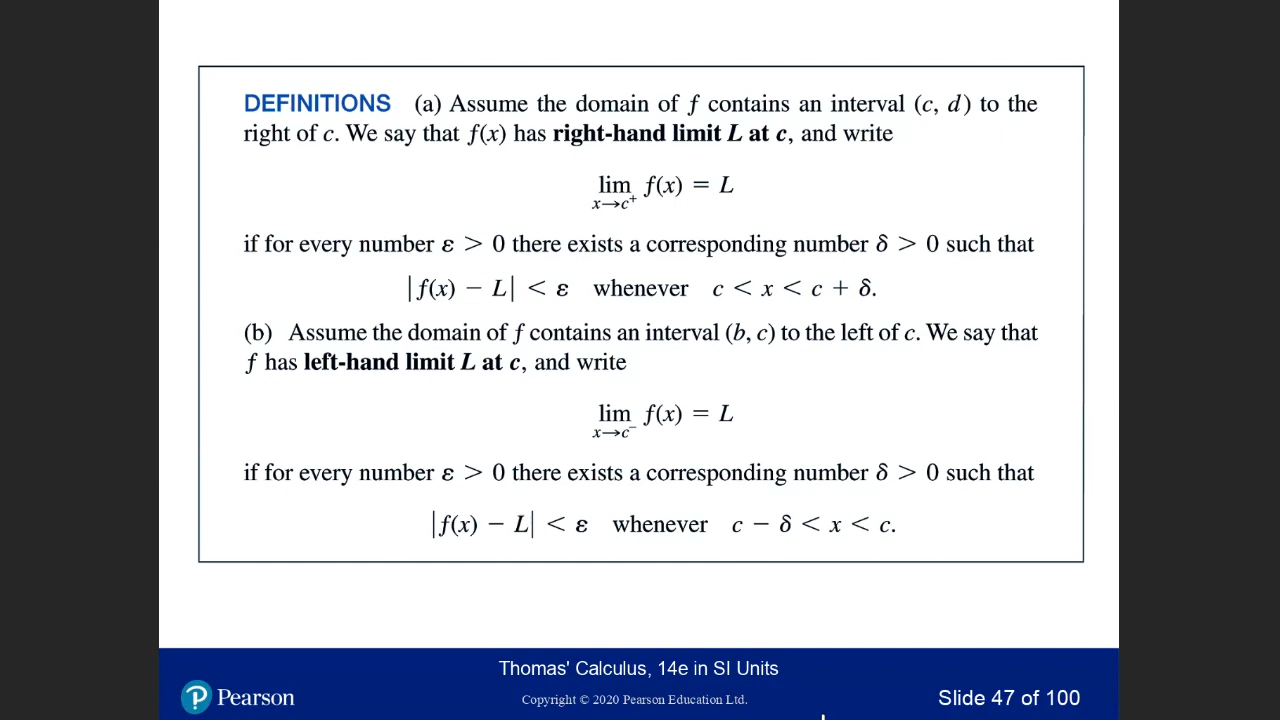 DEFINITIONS (a) Assume the domain of f contains an interval (c, d) to the
right of c. We say that f(x) has right-hand limit L at c, and write
lim f(x) = L
x→c⁺
if for every number ε > 0 there exists a corresponding number δ > 0 such that
|f(x) − L| < ε whenever c < x < c + δ.
(b) Assume the domain of f contains an interval (b, c) to the left of c. We say that
f has left-hand limit L at c, and write
lim f(x) = L
x→c⁻
if for every number ε > 0 there exists a corresponding number δ > 0 such that
|f(x) − L| < ε whenever c − δ < x < c.
Thomas' Calculus, 14e in SI Units
Pearson
Copyright © 2020 Pearson Education Ltd.
Slide 47 of 100